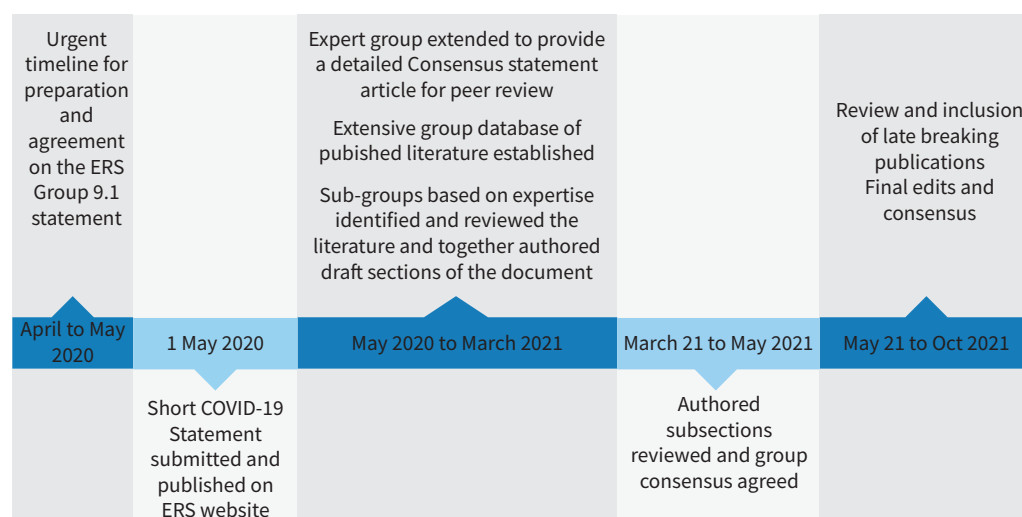 Urgent
timeline for
preparation
and
agreement
on the ERS
Group 9.1
statement
Expert group extended to provide
a detailed Consensus statement
article for peer review
Extensive group database of
pubished literature established
Sub-groups based on expertise
identified and reviewed the
literature and together authored
draft sections of the document
Review and inclusion
of late breaking
publications
Final edits and
consensus
April to May
2020
1 May 2020
May 2020 to March 2021
March 21 to May 2021
May 21 to Oct 2021
Short COVID-19
Statement
submitted and
published on
ERS website
Authored
subsections
reviewed and group
consensus agreed